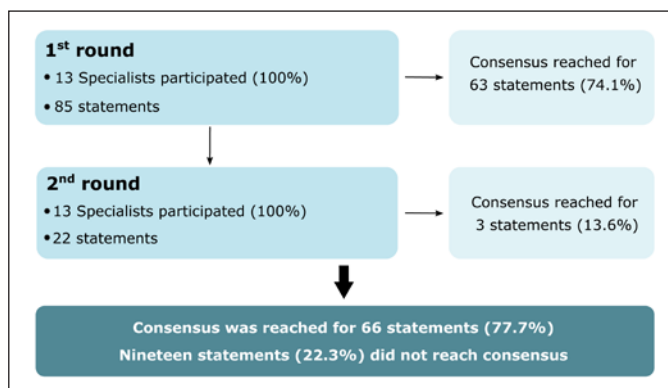 1st round
• 13 Specialists participated (100%)
• 85 statements
Consensus reached for
63 statements (74.1%)
2nd round
• 13 Specialists participated (100%)
• 22 statements
Consensus reached for
3 statements (13.6%)
Consensus was reached for 66 statements (77.7%)
Nineteen statements (22.3%) did not reach consensus